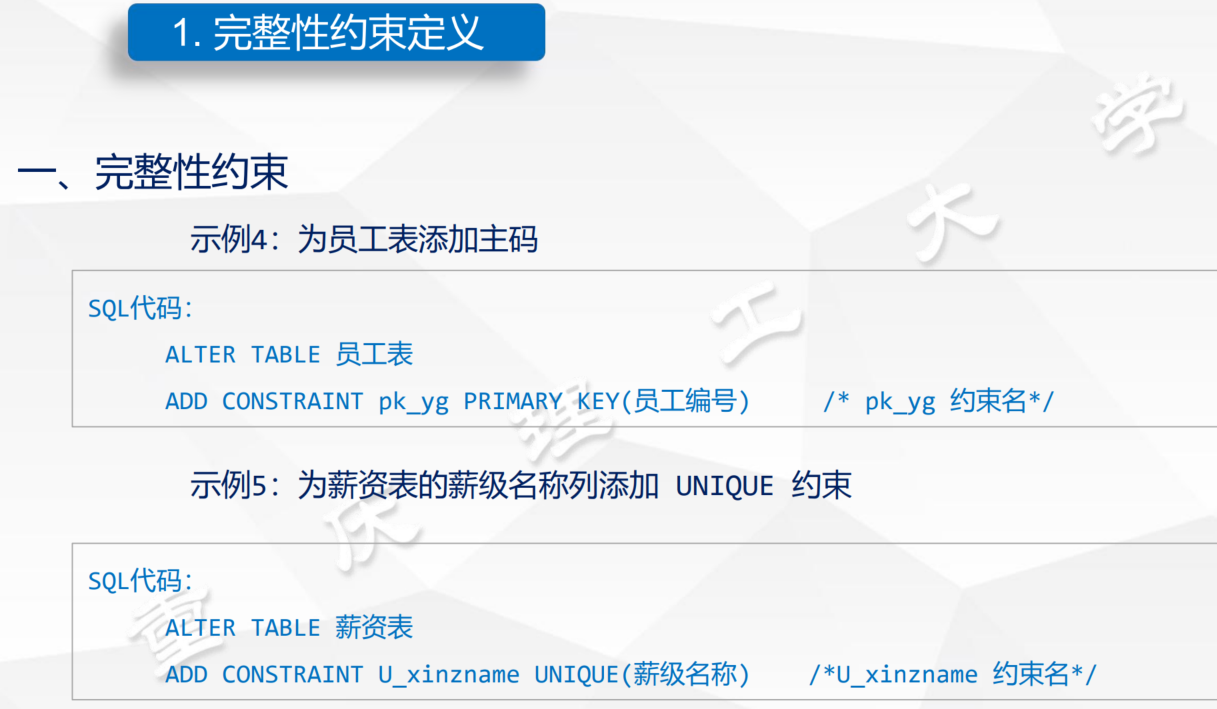 1. 完整性约束定义
一、完整性约束
示例4：为员工表添加主码
SQL代码：
ALTER TABLE 员工表
ADD CONSTRAINT pk_yg PRIMARY KEY(员工编号) /* pk_yg 约束名*/
示例5：为薪资表的薪级名称列添加 UNIQUE 约束
SQL代码：
ALTER TABLE 薪资表
ADD CONSTRAINT U_xinzname UNIQUE(薪级名称) /*U_xinzname 约束名*/
重庆理工大学